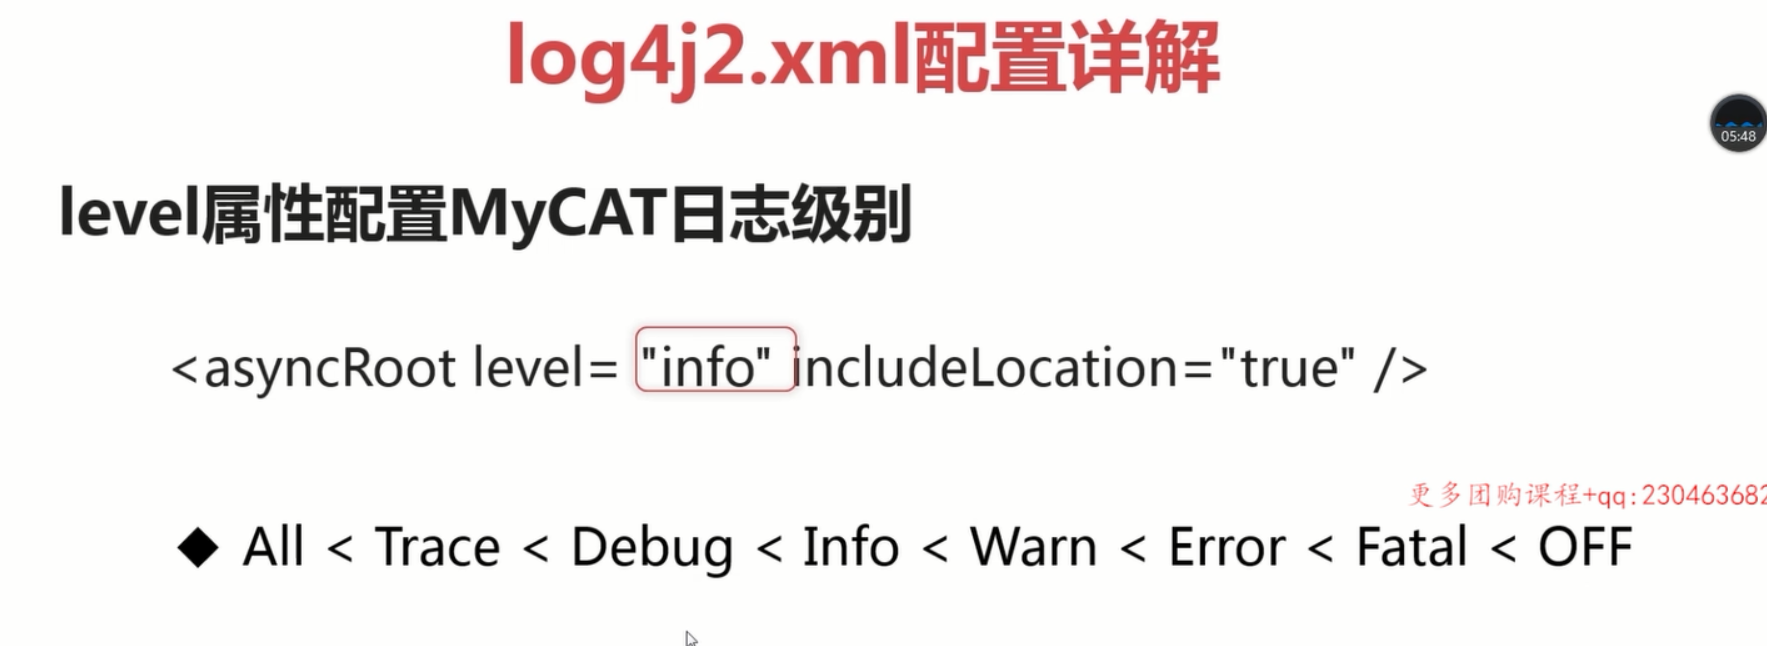 log4j2.xml配置详解
05:48
level属性配置MyCAT日志级别
<asyncRoot level= "info" includeLocation="true" />
更多团购课程+qq:230463682
◆ All < Trace < Debug < Info < Warn < Error < Fatal < OFF